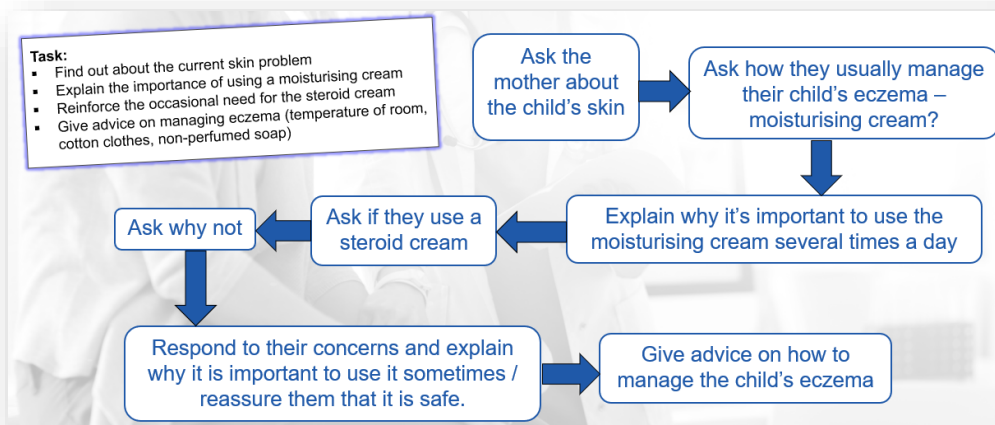 Task:
▪ Find out about the current skin problem
▪ Explain the importance of using a moisturising cream
▪ Reinforce the occasional need for the steroid cream
▪ Give advice on managing eczema (temperature of room,
cotton clothes, non-perfumed soap)
Ask the
mother about
the child’s skin
Ask how they usually manage
their child’s eczema –
moisturising cream?
Explain why it’s important to use the
moisturising cream several times a day
Ask if they use a
steroid cream
Ask why not
Respond to their concerns and explain
why it is important to use it sometimes /
reassure them that it is safe.
Give advice on how to
manage the child’s eczema